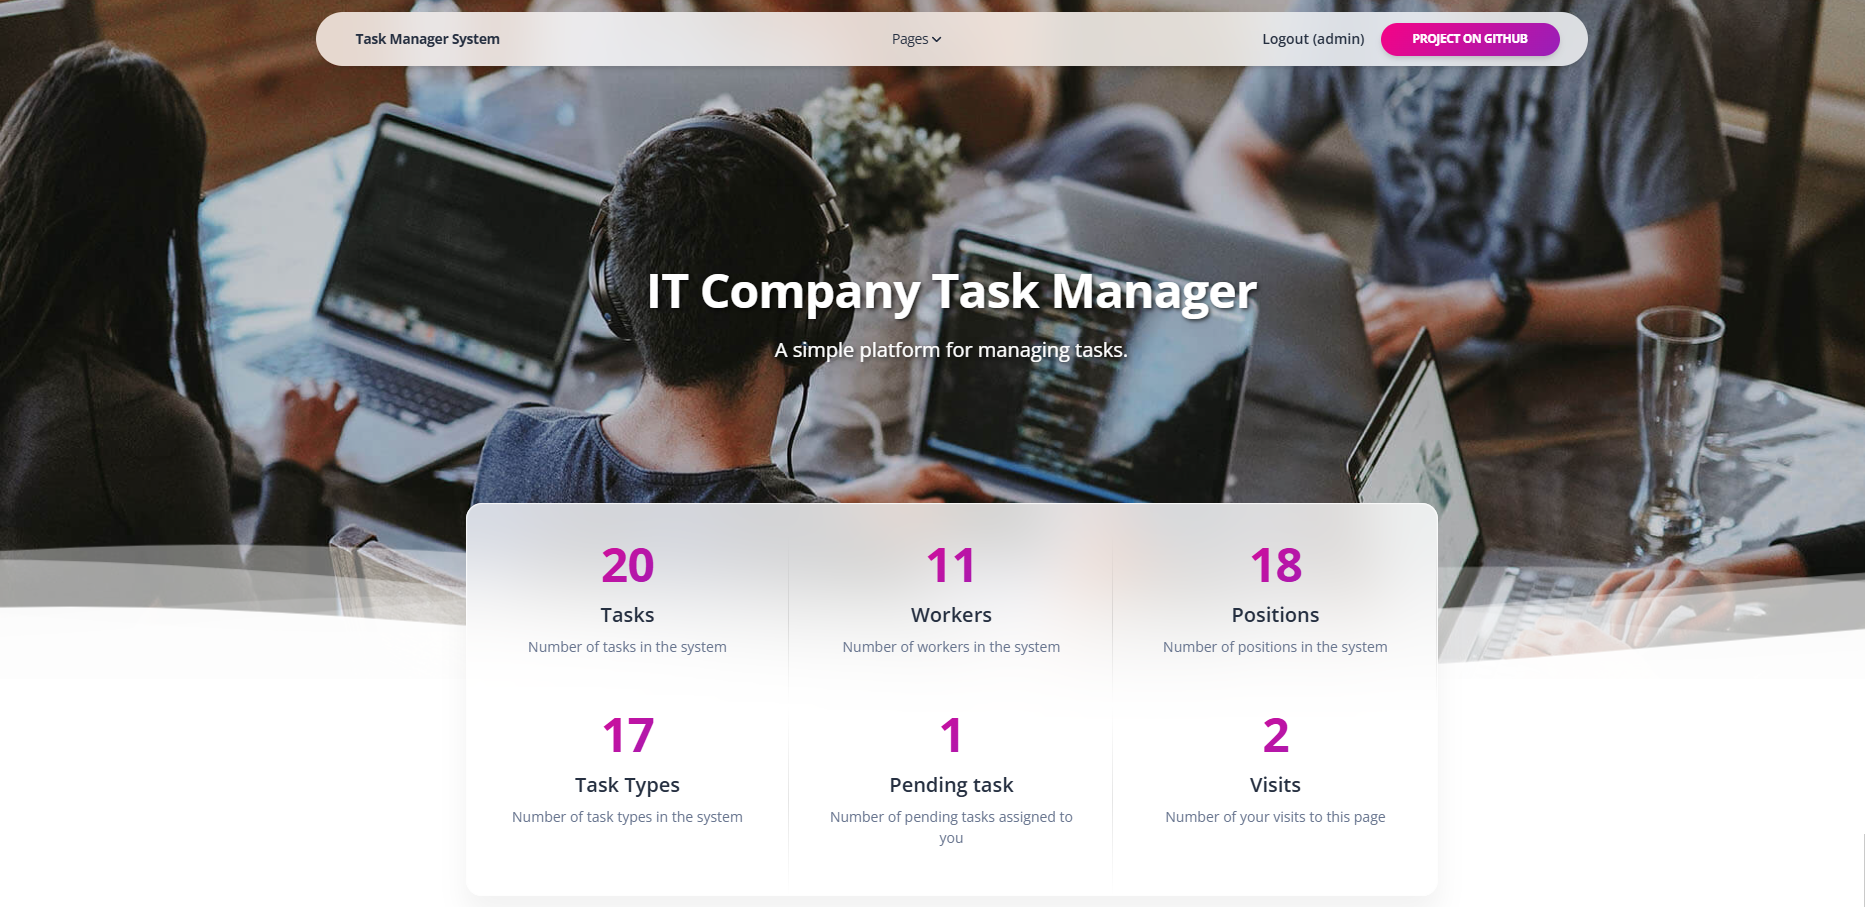 Task Manager System
Pages
Logout (admin)
PROJECT ON GITHUB
IT Company Task Manager
A simple platform for managing tasks.
20
Tasks
Number of tasks in the system
11
Workers
Number of workers in the system
18
Positions
Number of positions in the system
17
Task Types
Number of task types in the system
1
Pending task
Number of pending tasks assigned to
you
2
Visits
Number of your visits to this page